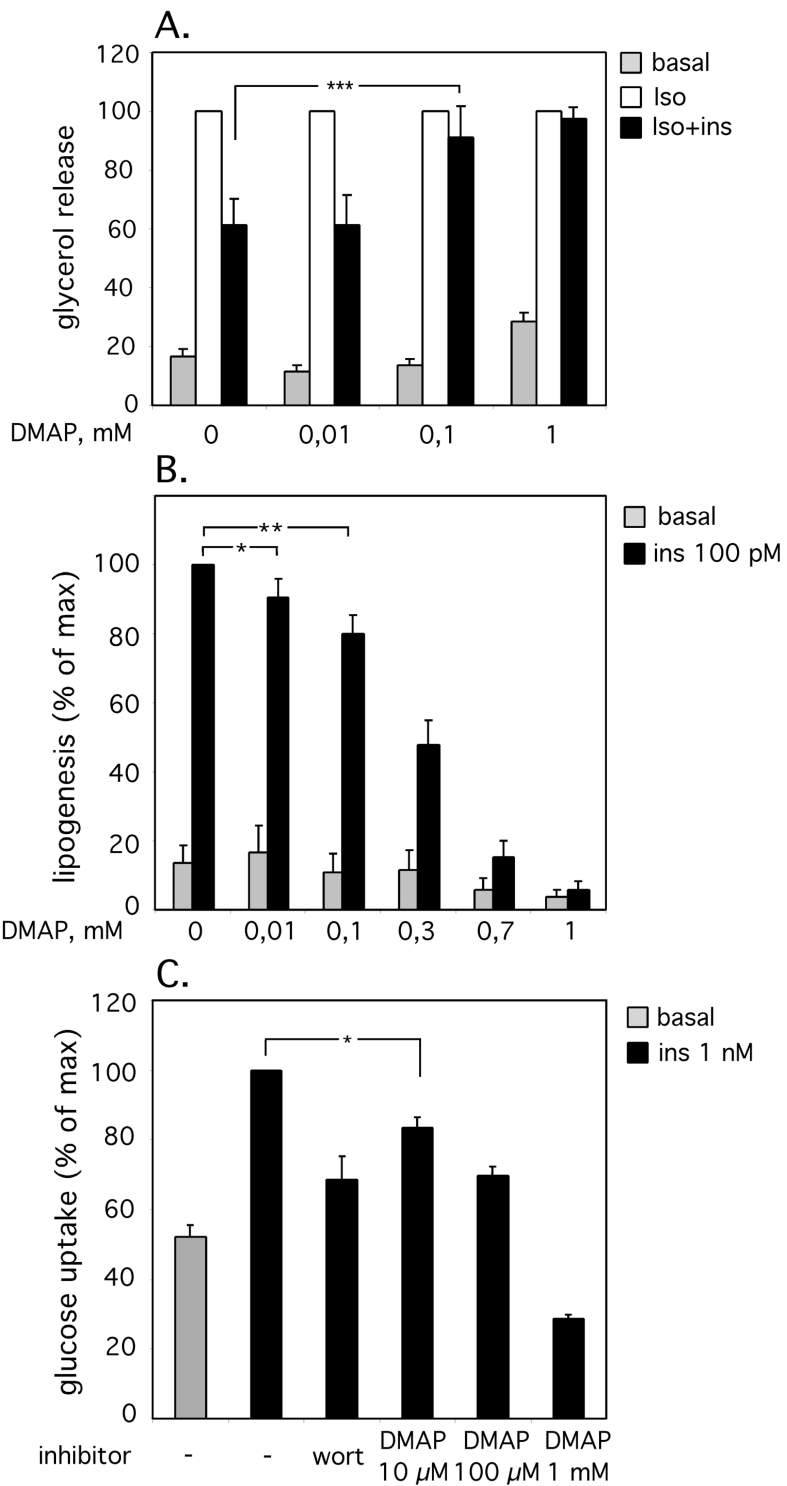 A.
120
100
80
60
40
20
0
glycerol release
***
basal
Iso
Iso+ins
DMAP, mM 0 0,01 0,1 1
B.
100
80
60
40
20
0
lipogenesis (% of max)
**
*
basal
ins 100 pM
DMAP, mM 0 0,01 0,1 0,3 0,7 1
C.
120
100
80
60
40
20
0
glucose uptake (% of max)
*
basal
ins 1 nM
inhibitor - - wort DMAP DMAP DMAP
10 µM 100 µM 1 mM